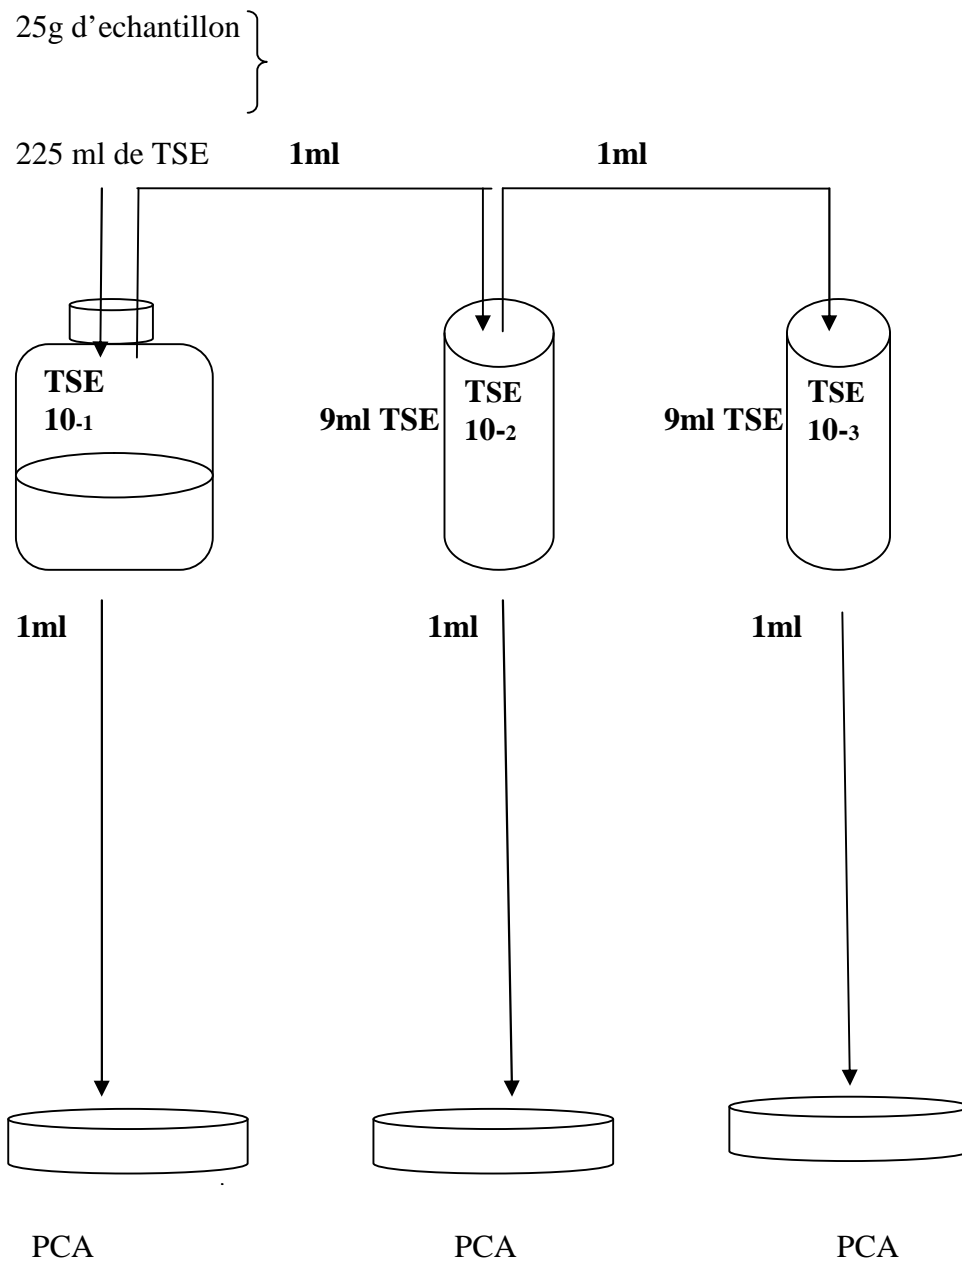 25g d’echantillon
225 ml de TSE 1ml 1ml
TSE
10-1
9ml TSE
TSE
10-2
9ml TSE
TSE
10-3
1ml 1ml 1ml
PCA PCA PCA